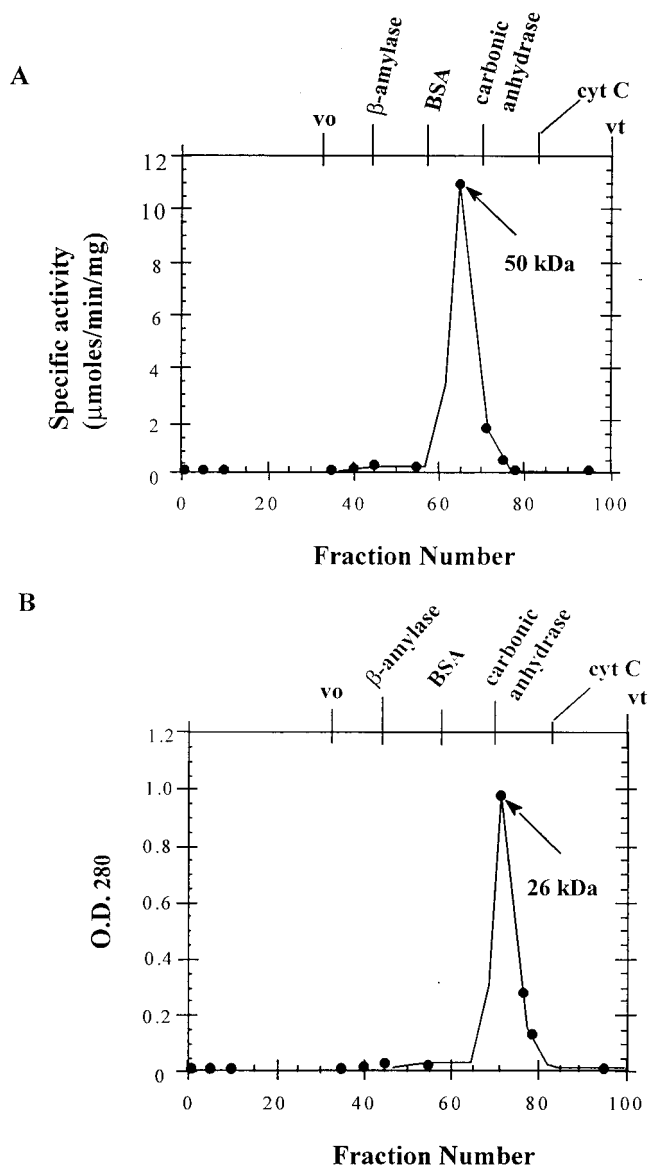 A
vo
β-amylase
BSA
carbonic
anhydrase
cyt C
vt
12
10
8
6
4
2
0
Specific activity
(μmoles/min/mg)
50 kDa
0 20 40 60 80 100
Fraction Number
B
vo
β-amylase
BSA
carbonic
anhydrase
cyt C
vt
1.2
1.0
0.8
0.6
0.4
0.2
0
O.D. 280
26 kDa
0 20 40 60 80 100
Fraction Number